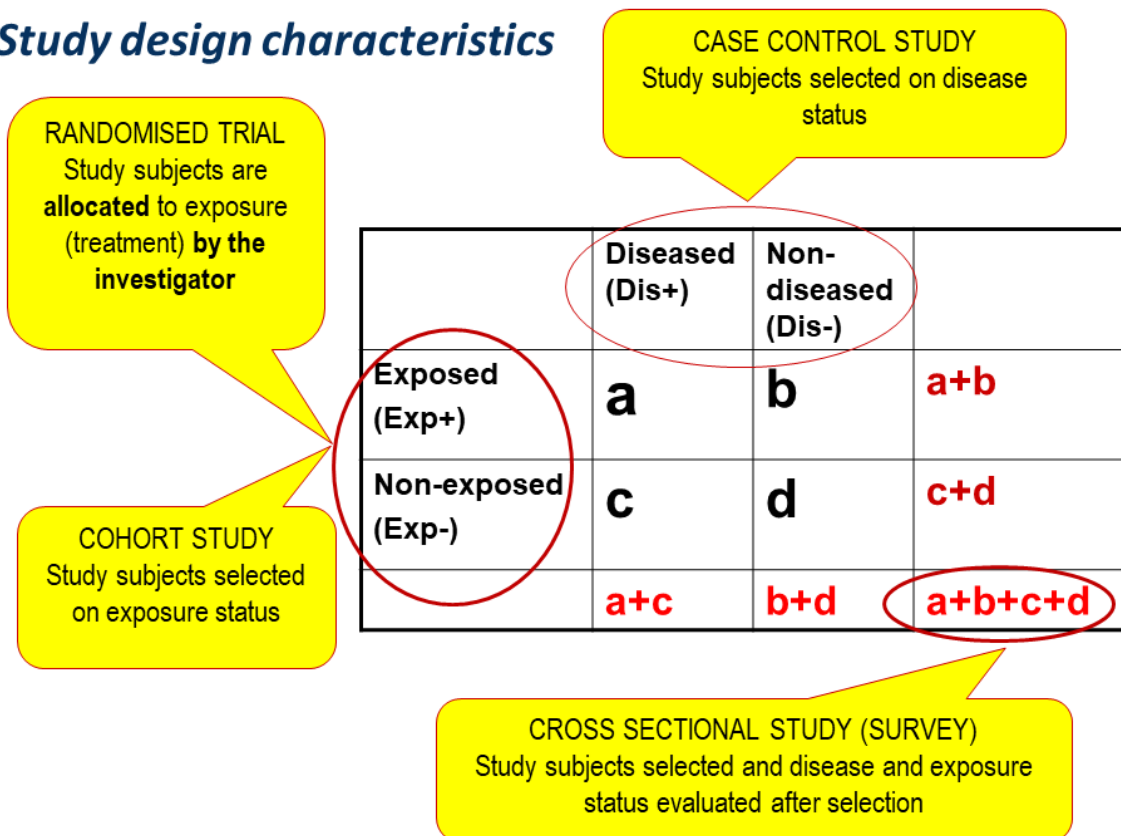 Study design characteristics
CASE CONTROL STUDY
Study subjects selected on disease
status
RANDOMISED TRIAL
Study subjects are
allocated to exposure
(treatment) by the
investigator
Diseased
(Dis+)
Non-
diseased
(Dis-)
Exposed
(Exp+)
a
b
a+b
Non-exposed
(Exp-)
c
d
c+d
a+c
b+d
a+b+c+d
COHORT STUDY
Study subjects selected
on exposure status
CROSS SECTIONAL STUDY (SURVEY)
Study subjects selected and disease and exposure
status evaluated after selection